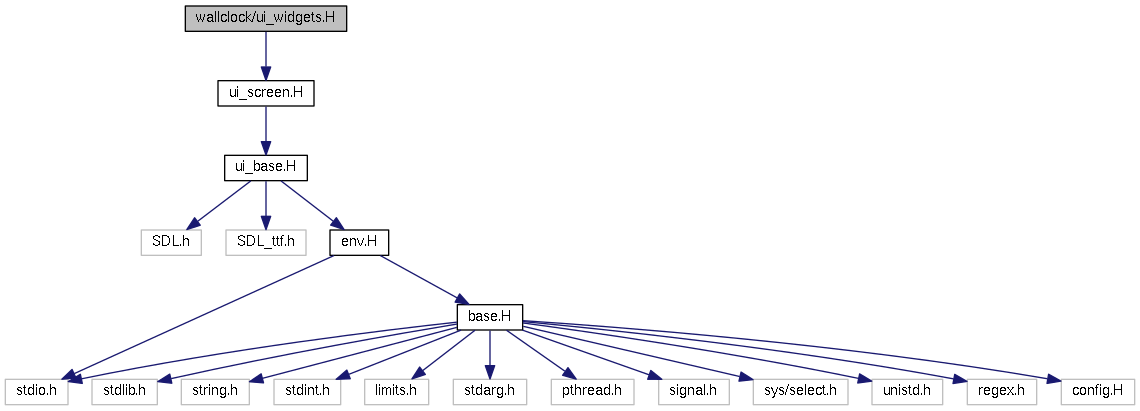 wallclock/ui_widgets.H
ui_screen.H
ui_base.H
SDL.h
SDL_ttf.h
env.H
base.H
stdio.h
stdlib.h
string.h
stdint.h
limits.h
stdarg.h
pthread.h
signal.h
sys/select.h
unistd.h
regex.h
config.H